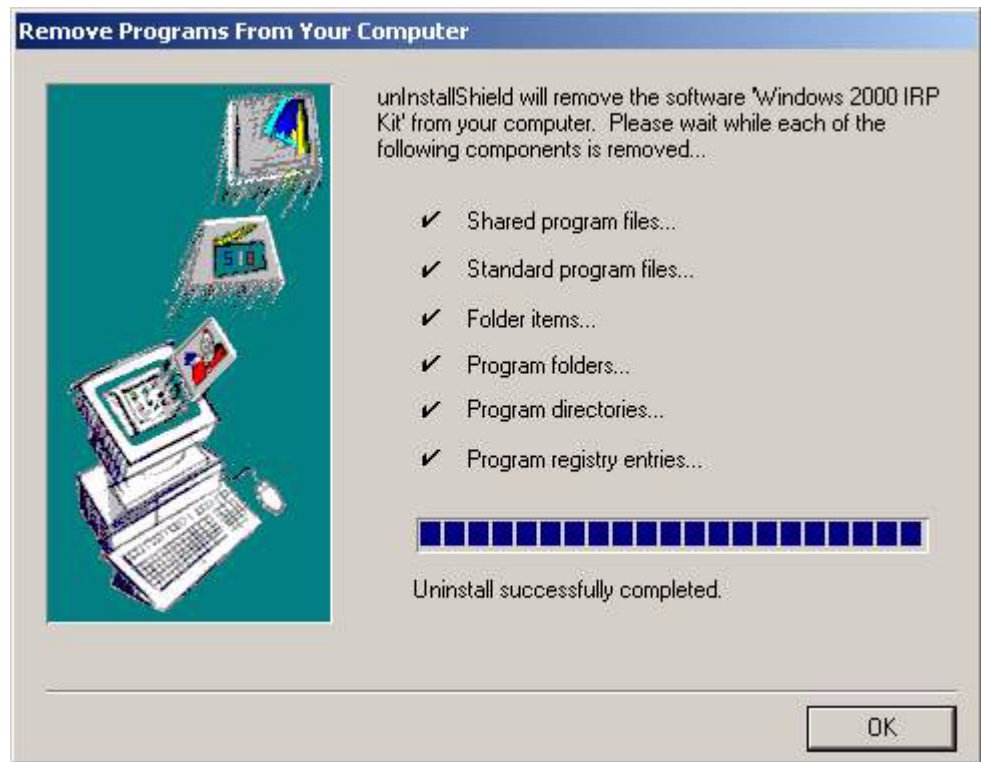 Remove Programs From Your Computer
unInstallShield will remove the software 'Windows 2000 IRP
Kit' from your computer.  Please wait while each of the
following components is removed...
✔ Shared program files...
✔ Standard program files...
✔ Folder items...
✔ Program folders...
✔ Program directories...
✔ Program registry entries...
Uninstall successfully completed.
OK